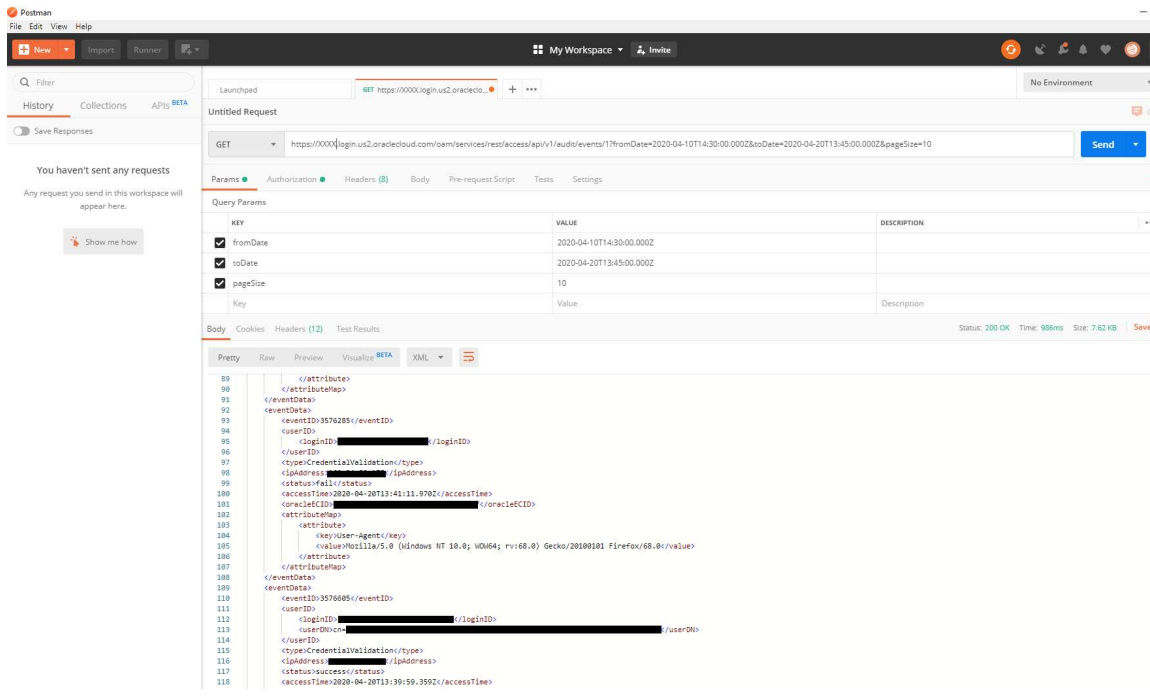 Postman
File Edit View Help
New Import Runner My Workspace Invite
Filter
History Collections APIs BETA
Save Responses
You haven't sent any requests
Any request you send in this workspace will
appear here.
Show me how
Launchpad GET https://XXXX.login.us2.oracleclo... + ••• No Environment
Untitled Request
GET https://XXXX.login.us2.oraclecloud.com/oam/services/rest/access/api/v1/audit/events/1?fromDate=2020-04-10T14:30:00.000Z&toDate=2020-04-20T13:45:00.000Z&pageSize=10 Send
Params Authorization Headers (8) Body Pre-request Script Tests Settings
Query Params
KEY VALUE DESCRIPTION
fromDate 2020-04-10T14:30:00.000Z
toDate 2020-04-20T13:45:00.000Z
pageSize 10
Key Value Description
Body Cookies Headers (12) Test Results Status: 200 OK Time: 986ms Size: 7.62 KB Save
Pretty Raw Preview Visualize BETA XML
89 </attribute>
90 </attributeMap>
91 </eventData>
92 <eventData>
93 <eventID>3576285</eventID>
94 <userID>
95 <loginID> </loginID>
96 </userID>
97 <type>CredentialValidation</type>
98 <ipAddress> </ipAddress>
99 <status>fail</status>
100 <accessTime>2020-04-20T13:41:11.970Z</accessTime>
101 <oracleECID> </oracleECID>
102 <attributeMap>
103 <attribute>
104 <key>User-Agent</key>
105 <value>Mozilla/5.0 (Windows NT 10.0; WOW64; rv:68.0) Gecko/20100101 Firefox/68.0</value>
106 </attribute>
107 </attributeMap>
108 </eventData>
109 <eventData>
110 <eventID>3576605</eventID>
111 <userID>
112 <loginID> </loginID>
113 <userDN>cn= </userDN>
114 </userID>
115 <type>CredentialValidation</type>
116 <ipAddress> </ipAddress>
117 <status>success</status>
118 <accessTime>2020-04-20T13:39:59.359Z</accessTime>